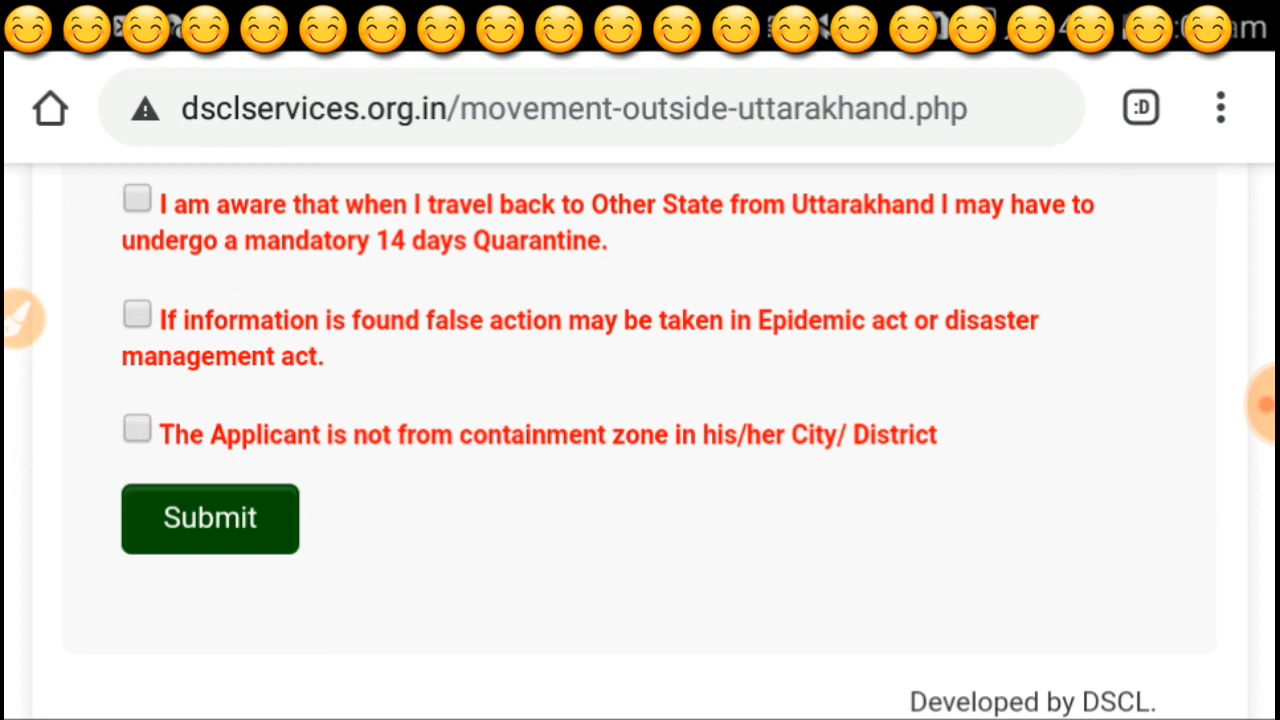 am
dsclservices.org.in/movement-outside-uttarakhand.php
:D
I am aware that when I travel back to Other State from Uttarakhand I may have to
undergo a mandatory 14 days Quarantine.
If information is found false action may be taken in Epidemic act or disaster
management act.
The Applicant is not from containment zone in his/her City/ District
Submit
Developed by DSCL.